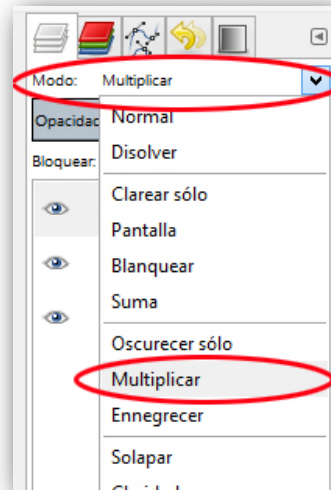 Modo: Multiplicar
Opacidad
Normal
Disolver
Bloquear:
Clarear sólo
Pantalla
Blanquear
Suma
Oscurecer sólo
Multiplicar
Ennegrecer
Solapar